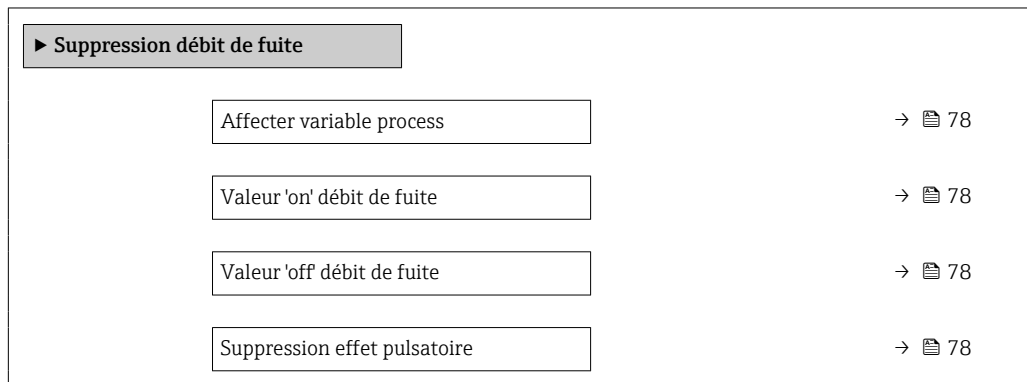 ▶ Suppression débit de fuite
Affecter variable process → 78
Valeur 'on' débit de fuite → 78
Valeur 'off' débit de fuite → 78
Suppression effet pulsatoire → 78